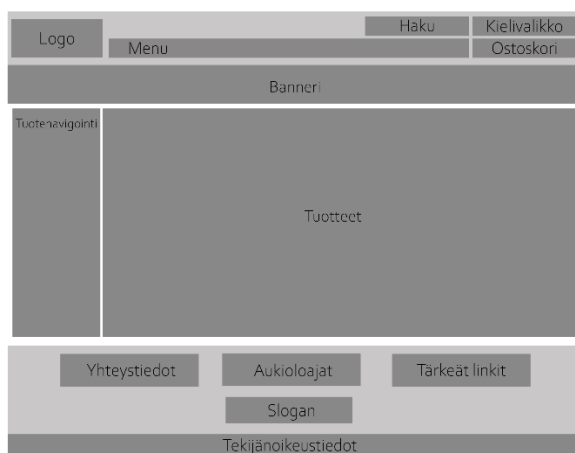 Logo
Haku
Kielivalikko
Menu
Ostoskori
Banneri
Tuotenavigointi
Tuotteet
Yhteystiedot
Aukioloajat
Tärkeät linkit
Slogan
Tekijänoikeustiedot